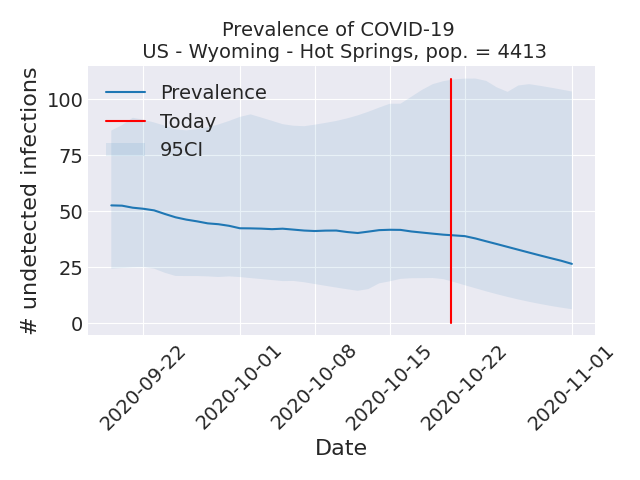 Prevalence of COVID-19
US - Wyoming - Hot Springs, pop. = 4413
# undetected infections
100
75
50
25
0
Prevalence
Today
95CI
2020-09-22
2020-10-01
2020-10-08
2020-10-15
2020-10-22
2020-11-01
Date